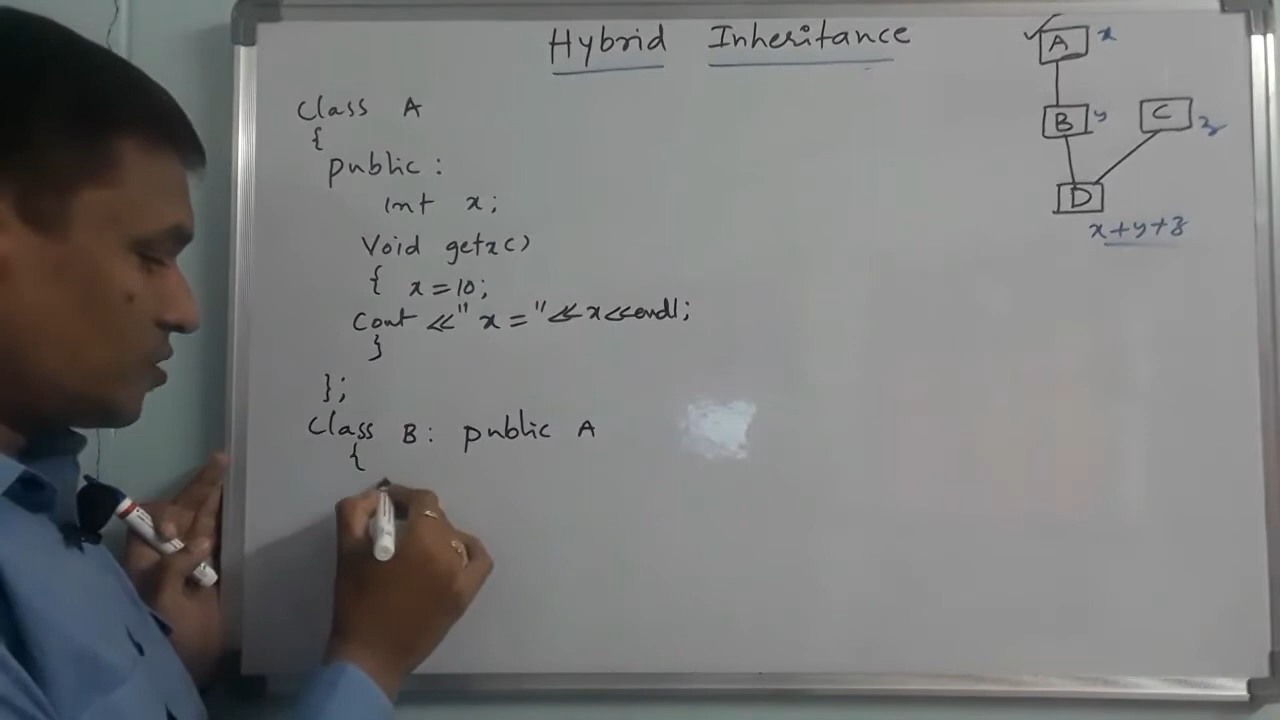 Hybrid Inheritance
Class A
{
public :
int x;
Void getx()
{ x = 10;
Cout << " x = " << x << endl;
}
};
Class B : public A
{
A x
B y
C z
D
x + y + z